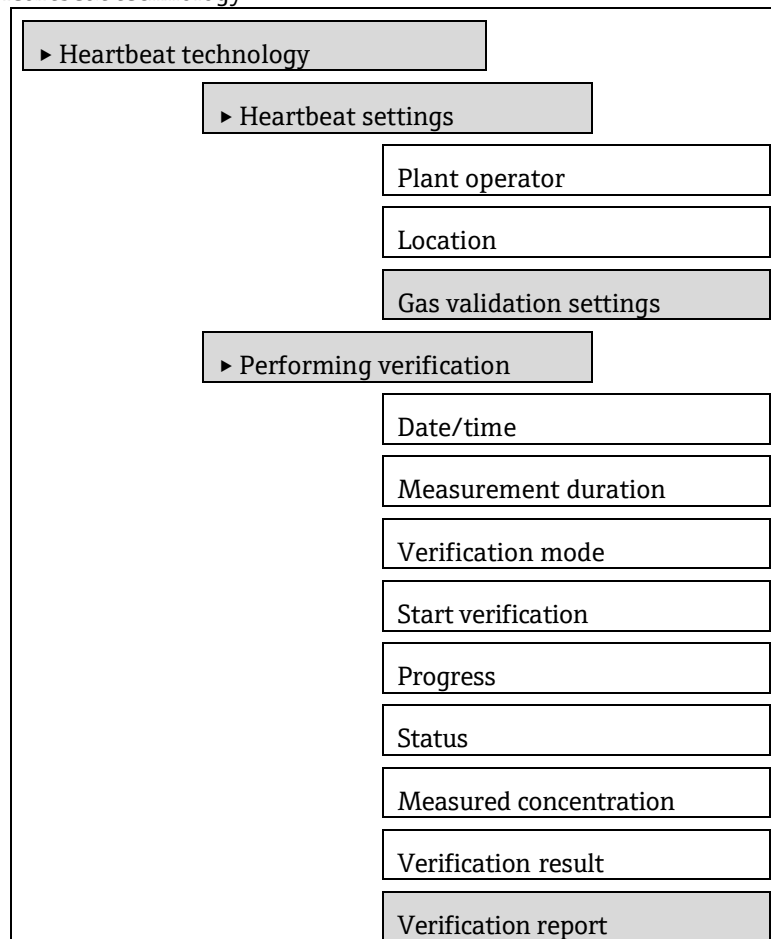 ▸ Heartbeat technology
▸ Heartbeat settings
Plant operator
Location
Gas validation settings
▸ Performing verification
Date/time
Measurement duration
Verification mode
Start verification
Progress
Status
Measured concentration
Verification result
Verification report